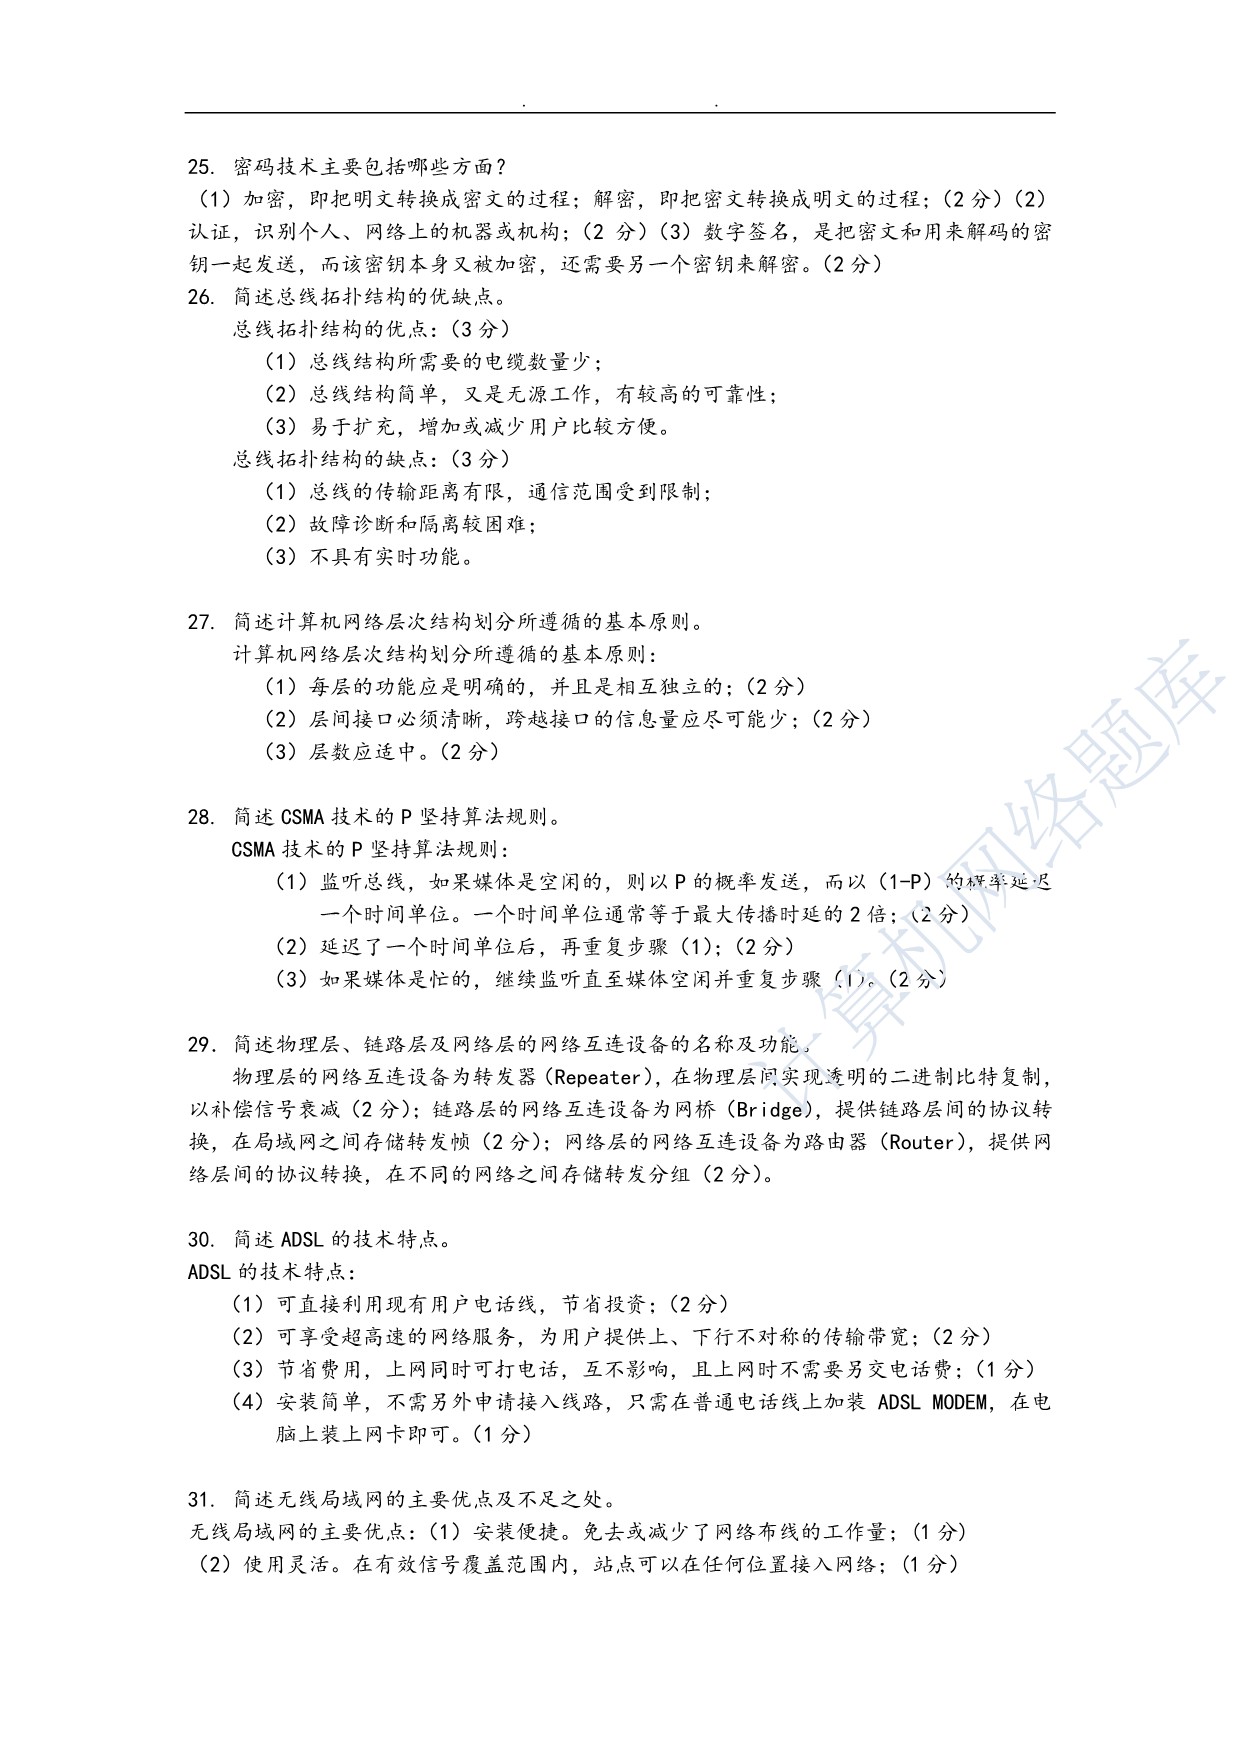 25. 密码技术主要包括哪些方面?
(1) 加密, 即把明文转换成密文的过程; 解密, 即把密文转换成明文的过程;(2 分)(2)
认证, 识别个人、网络上的机器或机构;(2 分)(3) 数字签名, 是把密文和用来解码的密
钥一起发送, 而该密钥本身又被加密, 还需要另一个密钥来解密。(2 分)
26. 简述总线拓扑结构的优缺点。
总线拓扑结构的优点:(3 分)
(1) 总线结构所需要的电缆数量少;
(2) 总线结构简单, 又是无源工作, 有较高的可靠性;
(3) 易于扩充, 增加或减少用户比较方便。
总线拓扑结构的缺点:(3 分)
(1) 总线的传输距离有限, 通信范围受到限制;
(2) 故障诊断和隔离较困难;
(3) 不具有实时功能。
27. 简述计算机网络层次结构划分所遵循的基本原则。
计算机网络层次结构划分所遵循的基本原则:
(1) 每层的功能应是明确的, 并且是相互独立的;(2 分)
(2) 层间接口必须清晰, 跨越接口的信息量应尽可能少;(2 分)
(3) 层数应适中。(2 分)
28. 简述 CSMA 技术的 P 坚持算法规则。
CSMA 技术的 P 坚持算法规则:
(1) 监听总线, 如果媒体是空闲的, 则以 P 的概率发送, 而以 (1-P) 的概率延迟
一个时间单位。一个时间单位通常等于最大传播时延的 2 倍;(2 分)
(2) 延迟了一个时间单位后, 再重复步骤 (1);(2 分)
(3) 如果媒体是忙的, 继续监听直至媒体空闲并重复步骤 (1)。(2 分)
29. 简述物理层、链路层及网络层的网络互连设备的名称及功能。
物理层的网络互连设备为转发器 (Repeater), 在物理层间实现透明的二进制比特复制,
以补偿信号衰减 (2 分); 链路层的网络互连设备为网桥 (Bridge), 提供链路层间的协议转
换, 在局域网之间存储转发帧 (2 分); 网络层的网络互连设备为路由器 (Router), 提供网
络层间的协议转换, 在不同的网络之间存储转发分组 (2 分)。
30. 简述 ADSL 的技术特点。
ADSL 的技术特点:
(1) 可直接利用现有用户电话线, 节省投资;(2 分)
(2) 可享受超高速的网络服务, 为用户提供上、下行不对称的传输带宽;(2 分)
(3) 节省费用, 上网同时可打电话, 互不影响, 且上网时不需要另交电话费;(1 分)
(4) 安装简单, 不需另外申请接入线路, 只需在普通电话线上加装 ADSL MODEM, 在电
脑上装上网卡即可。(1 分)
31. 简述无线局域网的主要优点及不足之处。
无线局域网的主要优点:(1) 安装便捷。免去或减少了网络布线的工作量;(1 分)
(2) 使用灵活。在有效信号覆盖范围内, 站点可以在任何位置接入网络;(1 分)
计算机网络题库